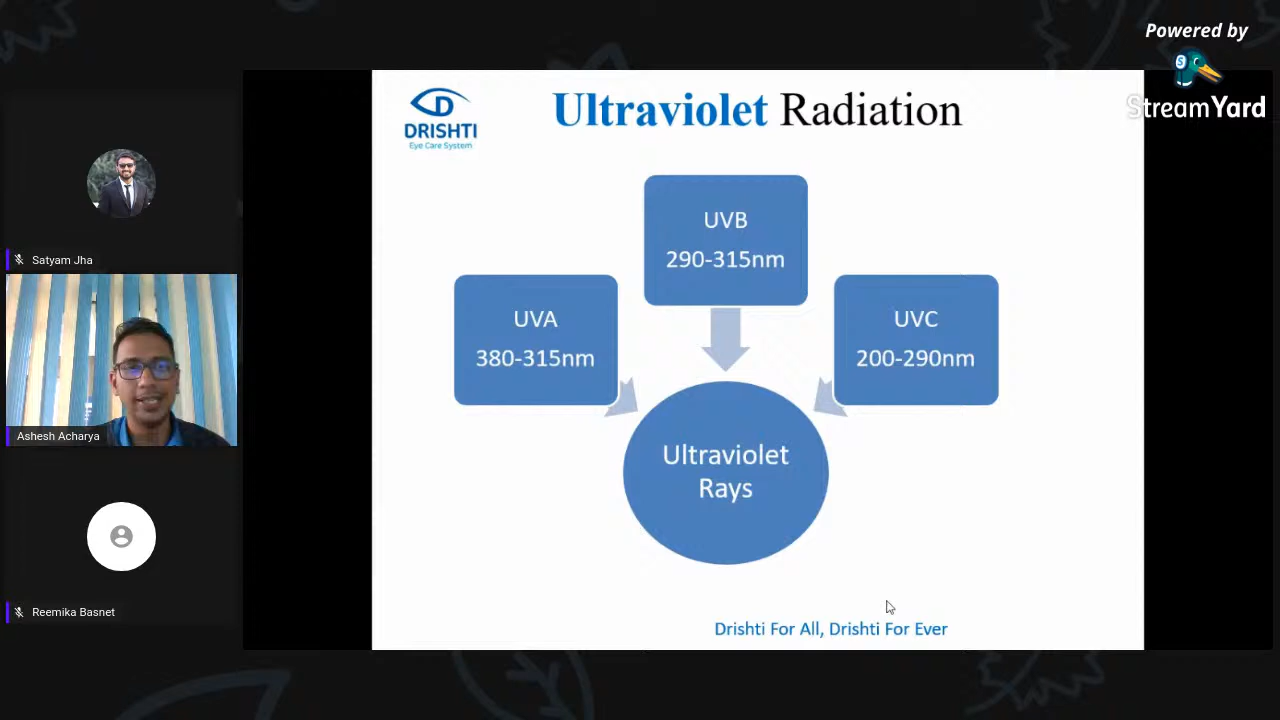 Powered by
StreamYard
DRISHTI
Eye Care System
Ultraviolet Radiation
UVB
290-315nm
UVA
380-315nm
UVC
200-290nm
Ultraviolet
Rays
Drishti For All, Drishti For Ever
Satyam Jha
Ashesh Acharya
Reemika Basnet